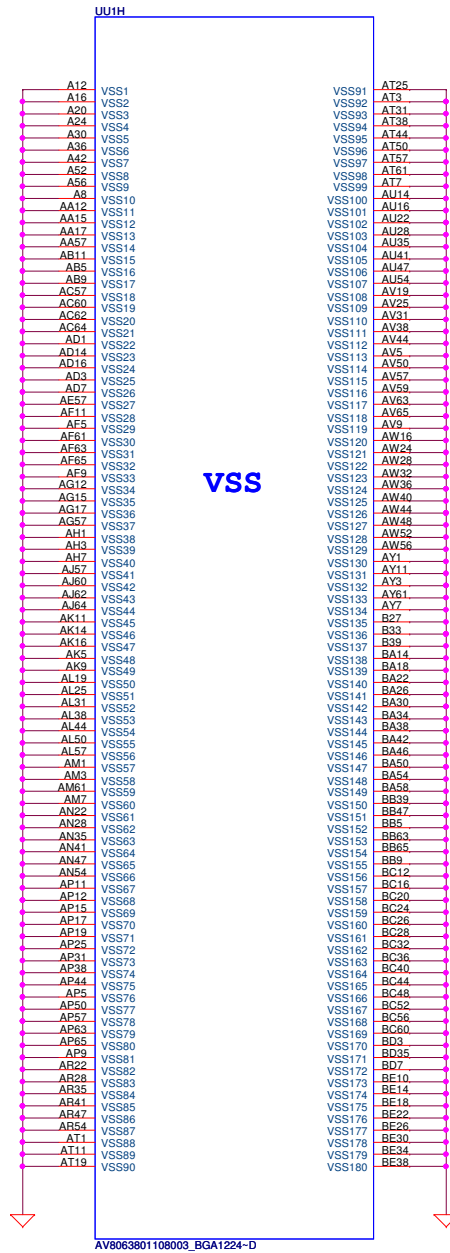 UU1H
A12 VSS1 VSS91 AT25
A16 VSS2 VSS92 AT3
A20 VSS3 VSS93 AT31
A24 VSS4 VSS94 AT38
A30 VSS5 VSS95 AT44
A36 VSS6 VSS96 AT50
A42 VSS7 VSS97 AT57
A52 VSS8 VSS98 AT61
A56 VSS9 VSS99 AT7
A8 VSS10 VSS100 AU14
AA12 VSS11 VSS101 AU16
AA15 VSS12 VSS102 AU22
AA17 VSS13 VSS103 AU28
AA57 VSS14 VSS104 AU35
AB11 VSS15 VSS105 AU41
AB5 VSS16 VSS106 AU47
AB9 VSS17 VSS107 AU54
AC57 VSS18 VSS108 AV19
AC60 VSS19 VSS109 AV25
AC62 VSS20 VSS110 AV31
AC64 VSS21 VSS111 AV38
AD1 VSS22 VSS112 AV44
AD14 VSS23 VSS113 AV5
AD16 VSS24 VSS114 AV50
AD3 VSS25 VSS115 AV57
AD7 VSS26 VSS116 AV59
AE57 VSS27 VSS117 AV63
AF11 VSS28 VSS118 AV65
AF5 VSS29 VSS119 AV9
AF61 VSS30 VSS120 AW16
AF63 VSS31 VSS121 AW24
AF65 VSS32 VSS122 AW28
AF9 VSS33 VSS123 AW32
VSS
AG12 VSS34 VSS124 AW36
AG15 VSS35 VSS125 AW40
AG17 VSS36 VSS126 AW44
AG57 VSS37 VSS127 AW48
AH1 VSS38 VSS128 AW52
AH3 VSS39 VSS129 AW56
AH7 VSS40 VSS130 AY1
AJ57 VSS41 VSS131 AY11
AJ60 VSS42 VSS132 AY3
AJ62 VSS43 VSS133 AY61
AJ64 VSS44 VSS134 AY7
AK11 VSS45 VSS135 B27
AK14 VSS46 VSS136 B33
AK16 VSS47 VSS137 B39
AK5 VSS48 VSS138 BA14
AK9 VSS49 VSS139 BA18
AL19 VSS50 VSS140 BA22
AL25 VSS51 VSS141 BA26
AL31 VSS52 VSS142 BA30
AL38 VSS53 VSS143 BA34
AL44 VSS54 VSS144 BA38
AL50 VSS55 VSS145 BA42
AL57 VSS56 VSS146 BA46
AM1 VSS57 VSS147 BA50
AM3 VSS58 VSS148 BA54
AM61 VSS59 VSS149 BA58
AM7 VSS60 VSS150 BB39
AN22 VSS61 VSS151 BB47
AN28 VSS62 VSS152 BB5
AN35 VSS63 VSS153 BB63
AN41 VSS64 VSS154 BB65
AN47 VSS65 VSS155 BB9
AN54 VSS66 VSS156 BC12
AP11 VSS67 VSS157 BC16
AP12 VSS68 VSS158 BC20
AP15 VSS69 VSS159 BC24
AP17 VSS70 VSS160 BC26
AP19 VSS71 VSS161 BC28
AP25 VSS72 VSS162 BC32
AP31 VSS73 VSS163 BC36
AP38 VSS74 VSS164 BC40
AP44 VSS75 VSS165 BC44
AP5 VSS76 VSS166 BC48
AP50 VSS77 VSS167 BC52
AP57 VSS78 VSS168 BC56
AP63 VSS79 VSS169 BC60
AP65 VSS80 VSS170 BD3
AP9 VSS81 VSS171 BD35
AR22 VSS82 VSS172 BD7
AR28 VSS83 VSS173 BE10
AR35 VSS84 VSS174 BE14
AR41 VSS85 VSS175 BE18
AR47 VSS86 VSS176 BE22
AR54 VSS87 VSS177 BE26
AT1 VSS88 VSS178 BE30
AT11 VSS89 VSS179 BE34
AT19 VSS90 VSS180 BE38
AV8063801108003_BGA1224~D